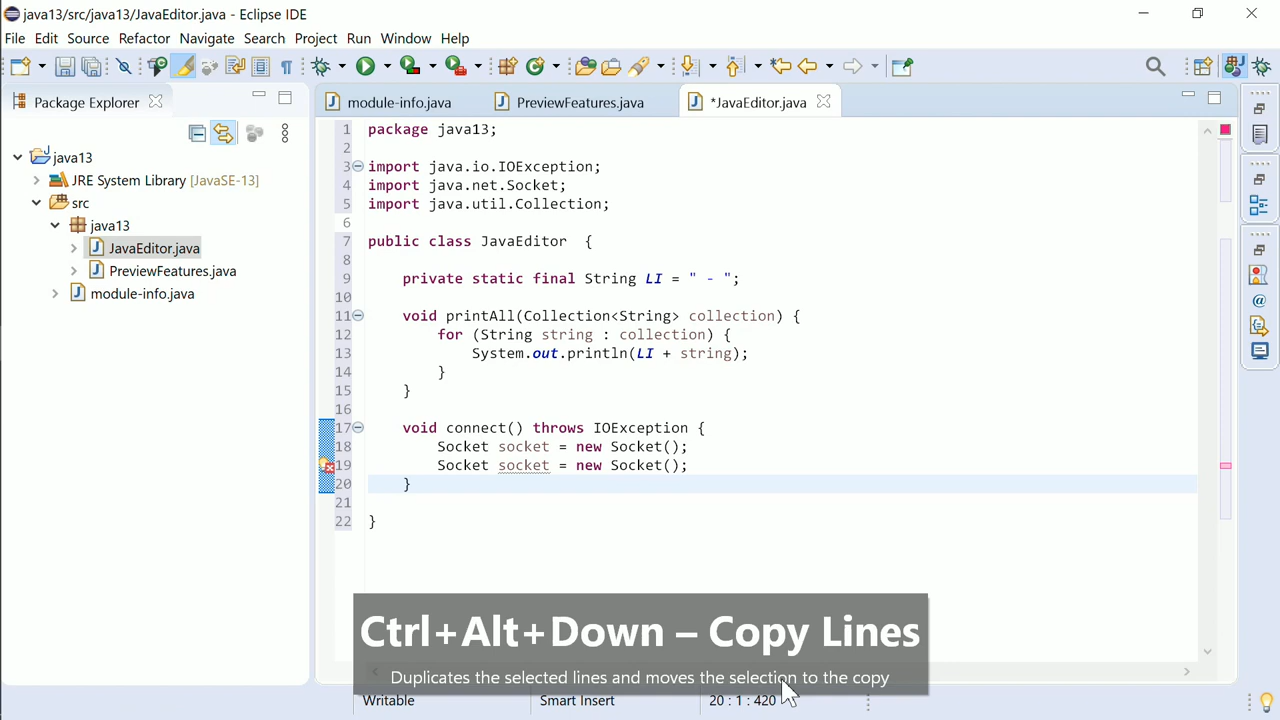 java13/src/java13/JavaEditor.java - Eclipse IDE
File Edit Source Refactor Navigate Search Project Run Window Help
Package Explorer
module-info.java
PreviewFeatures.java
*JavaEditor.java
java13
JRE System Library [JavaSE-13]
src
java13
JavaEditor.java
PreviewFeatures.java
module-info.java
1 package java13;
2
3 import java.io.IOException;
4 import java.net.Socket;
5 import java.util.Collection;
6
7 public class JavaEditor {
8
9 private static final String LI = " - ";
10
11 void printAll(Collection<String> collection) {
12 for (String string : collection) {
13 System.out.println(LI + string);
14 }
15 }
16
17 void connect() throws IOException {
18 Socket socket = new Socket();
19 Socket socket = new Socket();
20 }
21
22 }
Ctrl+Alt+Down – Copy Lines
Duplicates the selected lines and moves the selection to the copy
Writable Smart Insert 20 : 1 : 420